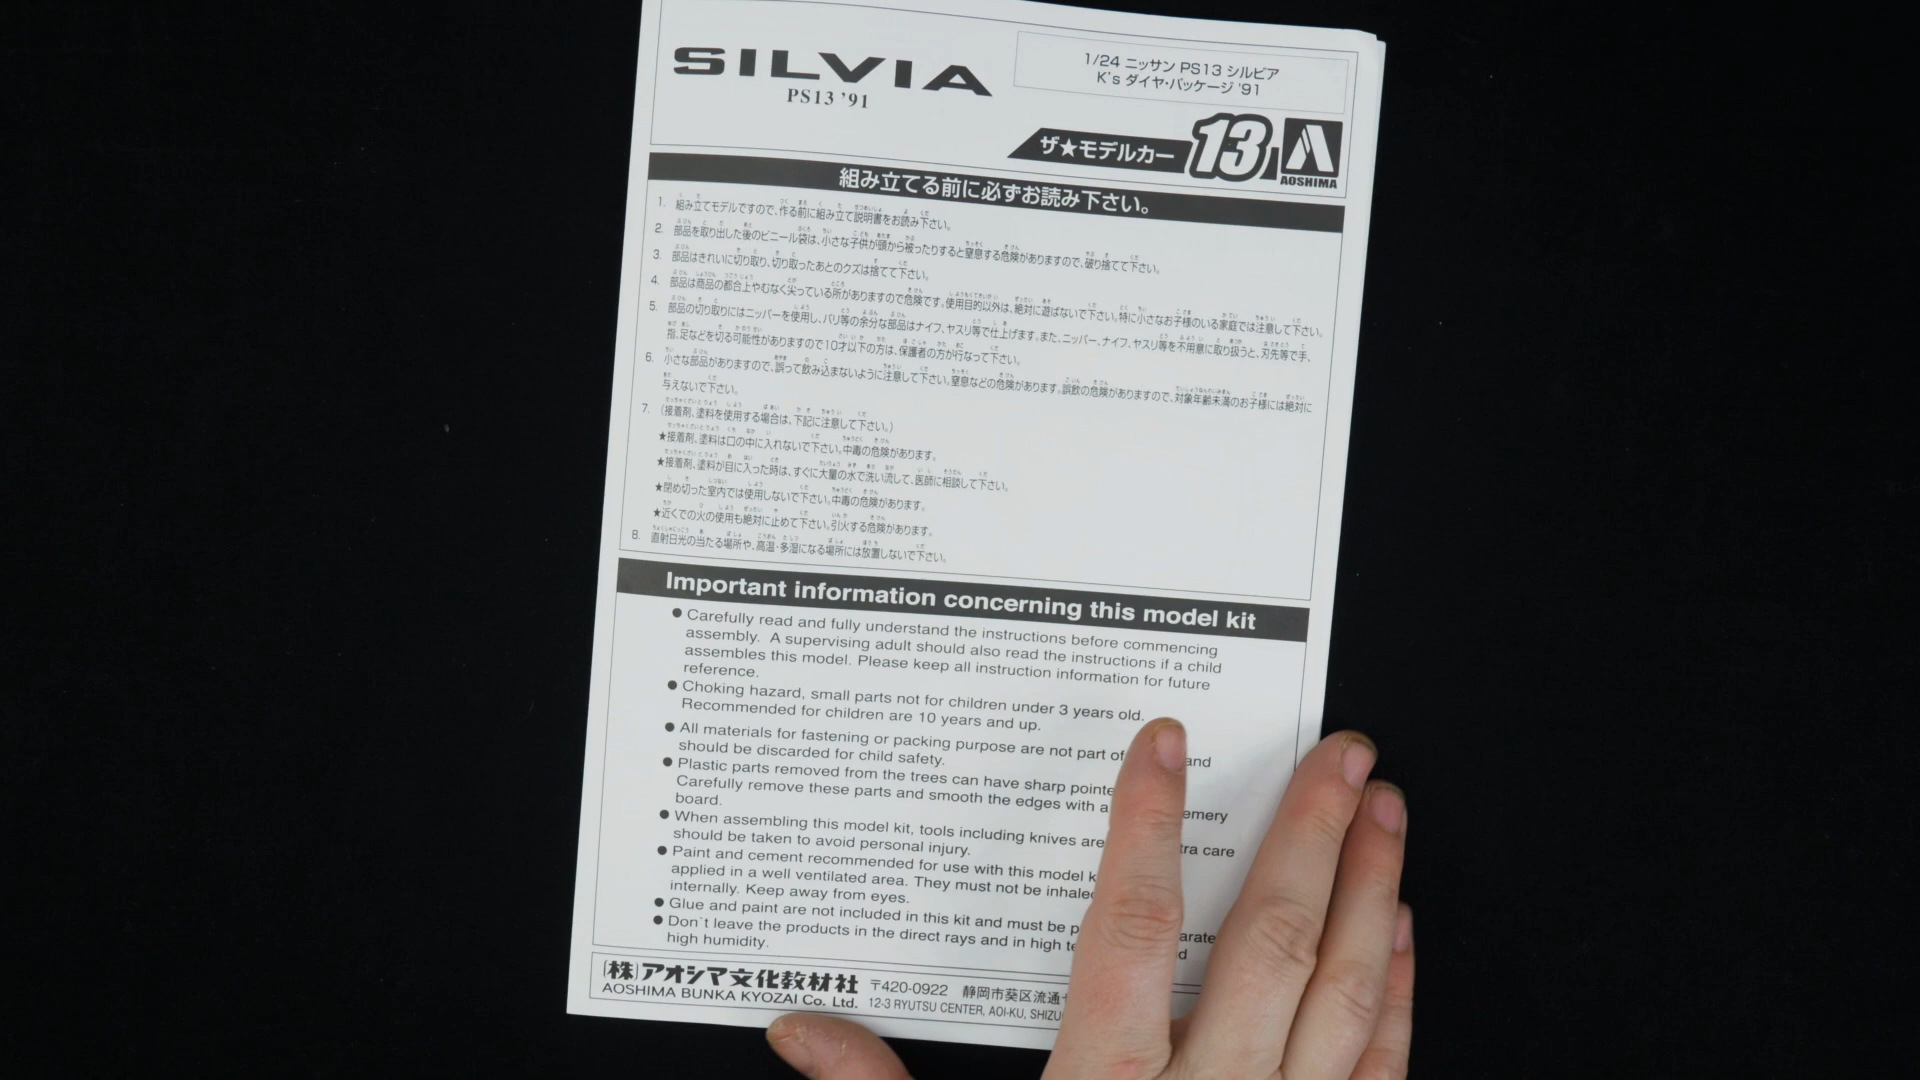 SILVIA
PS13 '91
1/24 ニッサン PS13 シルビア
K's ダイヤ・パッケージ '91
ザ★モデルカー 13
AOSHIMA
組み立てる前に必ずお読み下さい。
1. 組み立てモデルですので、作る前に組み立て説明書をお読み下さい。
2. 部品を取り出した後のビニール袋は、小さな子供が頭から被ったりすると窒息する危険がありますので、破り捨てて下さい。
3. 部品はきれいに切り取り、切り取ったあとのクズは捨てて下さい。
4. 部品は商品の都合上やむなく尖っている所がありますので危険です。使用目的以外は、絶対に遊ばないで下さい。特に小さなお子様のいる家庭では注意して下さい。
5. 部品の切り取りにはニッパーを使用し、バリ等の余分な部品はナイフ、ヤスリ等で仕上げます。また、ニッパー、ナイフ、ヤスリ等を不用意に取り扱うと、刃先等で手、
指、足などを切る可能性がありますので10才以下の方は、保護者の方が行なって下さい。
6. 小さな部品がありますので、誤って飲み込まないように注意して下さい。窒息などの危険があります。誤飲の危険がありますので、対象年齢未満のお子様には絶対に
与えないで下さい。
7. (接着剤、塗料を使用する場合は、下記に注意して下さい。)
★接着剤、塗料は口の中に入れないで下さい。中毒の危険があります。
★接着剤、塗料が目に入った時は、すぐに大量の水で洗い流して、医師に相談して下さい。
★閉め切った室内では使用しないで下さい。中毒の危険があります。
★近くでの火の使用も絶対に止めて下さい。引火する危険があります。
8. 直射日光の当たる場所や、高温・多湿になる場所には放置しないで下さい。
Important information concerning this model kit
● Carefully read and fully understand the instructions before commencing
assembly. A supervising adult should also read the instructions if a child
assembles this model. Please keep all instruction information for future
reference.
● Choking hazard, small parts not for children under 3 years old.
Recommended for children are 10 years and up.
● All materials for fastening or packing purpose are not part of and
should be discarded for child safety.
● Plastic parts removed from the trees can have sharp
Carefully remove these parts and smooth the edges with a emery
board.
● When assembling this model kit, tools including knives are care
should be taken to avoid personal injury.
● Paint and cement recommended for use with this model
applied in a well ventilated area. They must not be
internally. Keep away from eyes.
● Glue and paint are not included in this kit and must be
● Don`t leave the products in the direct rays and in high
high humidity.
(株)アオシマ文化教材社 〒420-0922 静岡市葵区流通
AOSHIMA BUNKA KYOZAI Co. Ltd. 12-3 RYUTSU CENTER, AOI-KU,